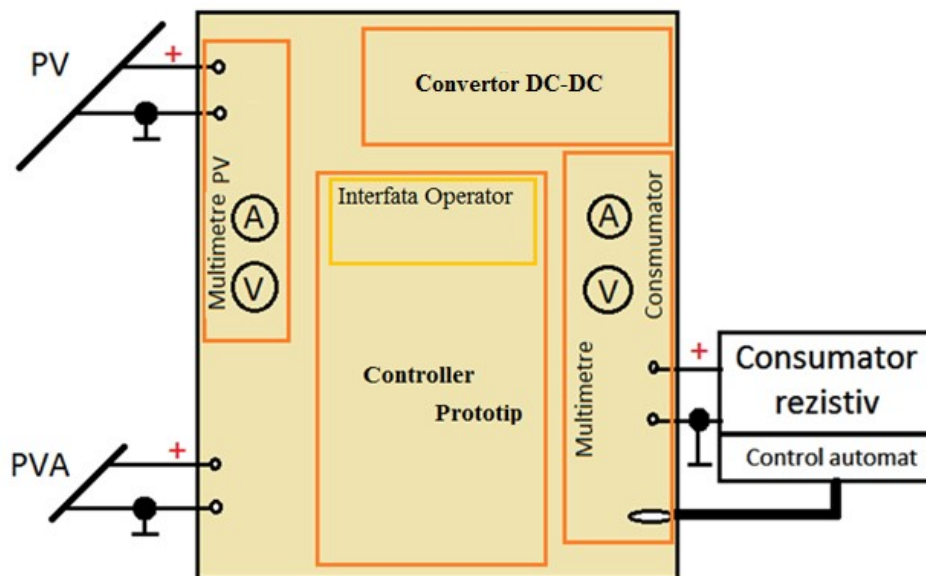 PV
+
Convertor DC-DC
Multimetre PV
A
V
Interfata Operator
A
V
Multimetre Consmumator
Controller
Prototip
+
Consumator
rezistiv
Control automat
PVA
+